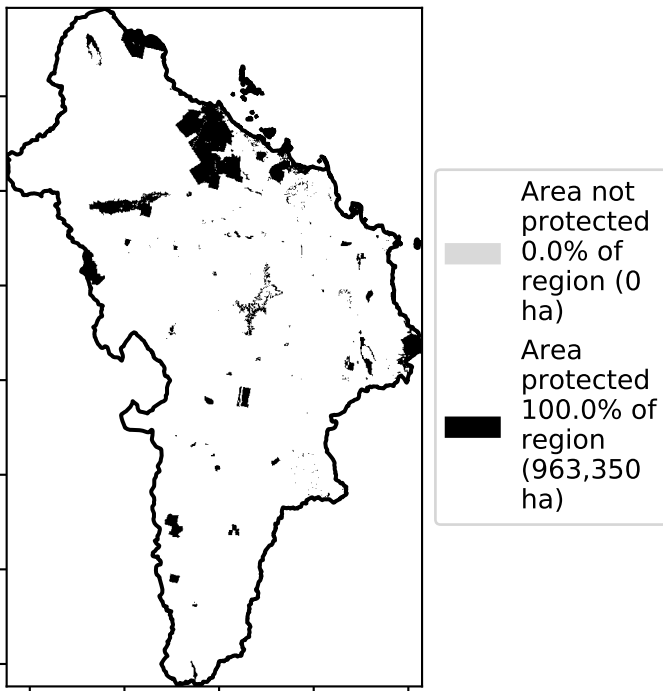 Area not
protected
0.0% of
region (0
ha)
Area
protected
100.0% of
region
(963,350
ha)